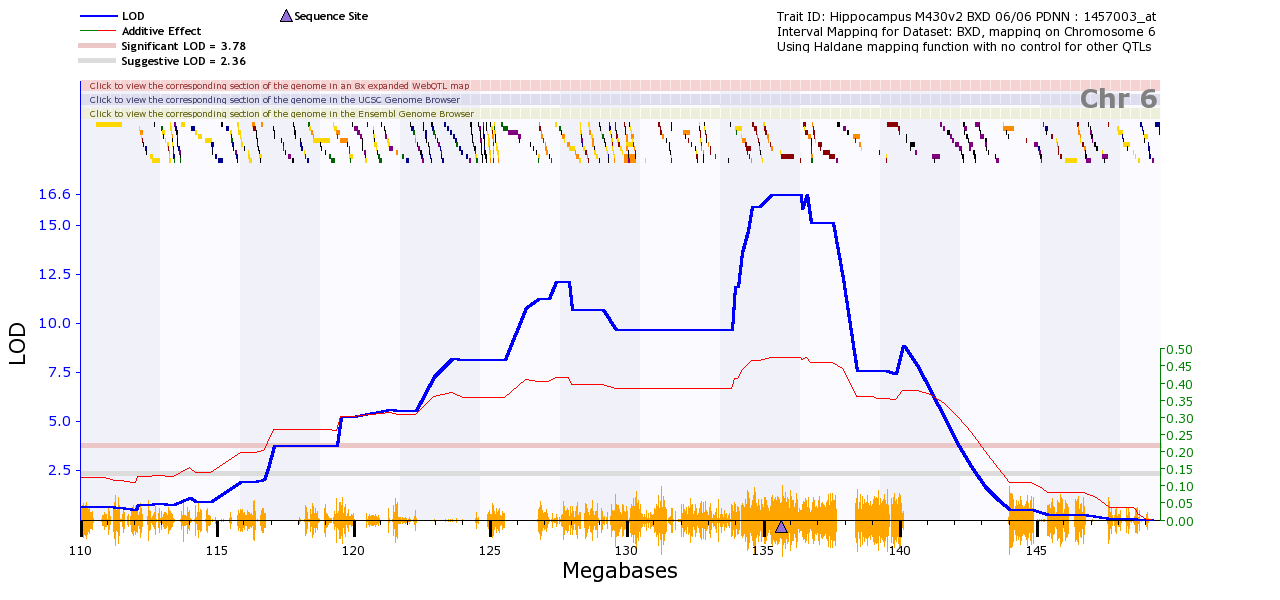 LOD
Sequence Site
Additive Effect
Significant LOD = 3.78
Suggestive LOD = 2.36
Trait ID: Hippocampus M430v2 BXD 06/06 PDNN : 1457003_at
Interval Mapping for Dataset: BXD, mapping on Chromosome 6
Using Haldane mapping function with no control for other QTLs
Click to view the corresponding section of the genome in an 8x expanded WebQTL map
Click to view the corresponding section of the genome in the UCSC Genome Browser
Click to view the corresponding section of the genome in the Ensembl Genome Browser
Chr 6
16.6
15.0
12.5
10.0
7.5
5.0
2.5
LOD
0.50
0.45
0.40
0.35
0.30
0.25
0.20
0.15
0.10
0.05
0.00
110 115 120 125 130 135 140 145
Megabases